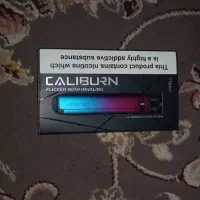 This product contains nicotine which
is a highly addictive substance
CALIBURN
FLICKER WITH INHALING